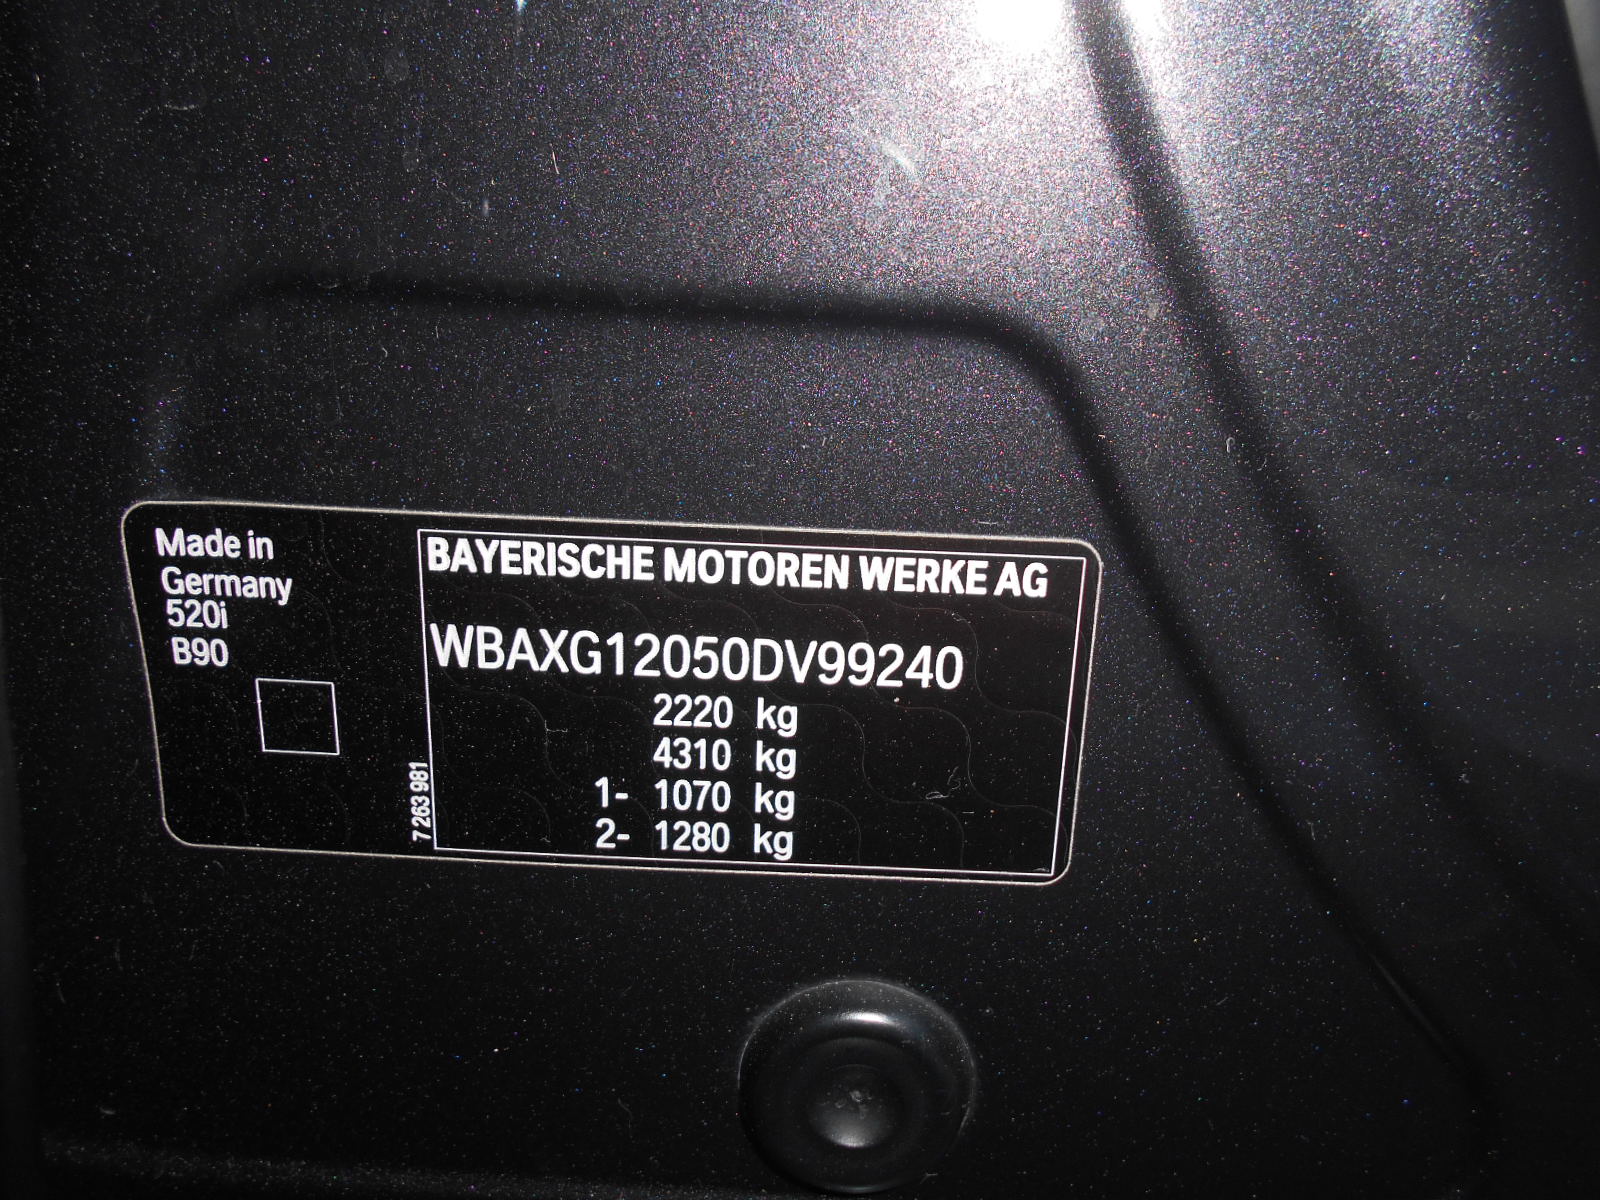 Made in
Germany
520i
B90
7 263 981
BAYERISCHE MOTOREN WERKE AG
WBAXG12050DV99240
2220 kg
4310 kg
1- 1070 kg
2- 1280 kg